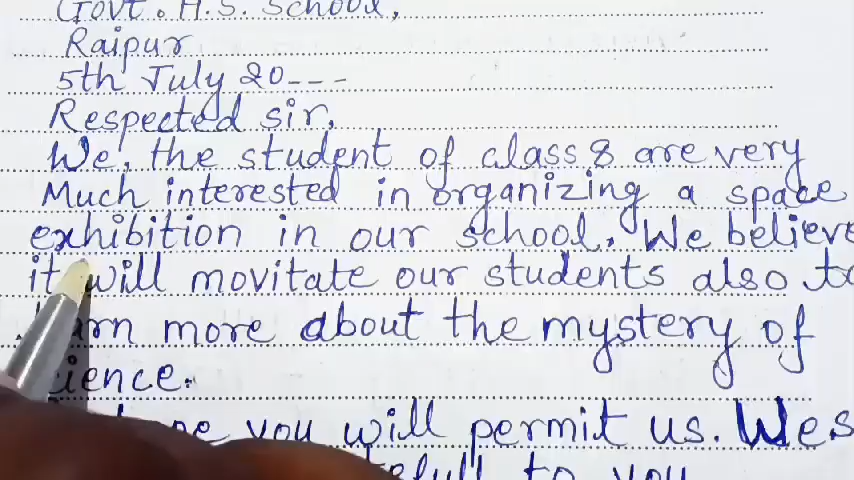 Govt. H. S. School,
Raipur
5th July 20---
Respected sir,
We, the student of class 8 are very
Much interested in organizing a space
exhibition in our school. We believe
it will movitate our students also to
more about the mystery of
you will permit us. We
to you